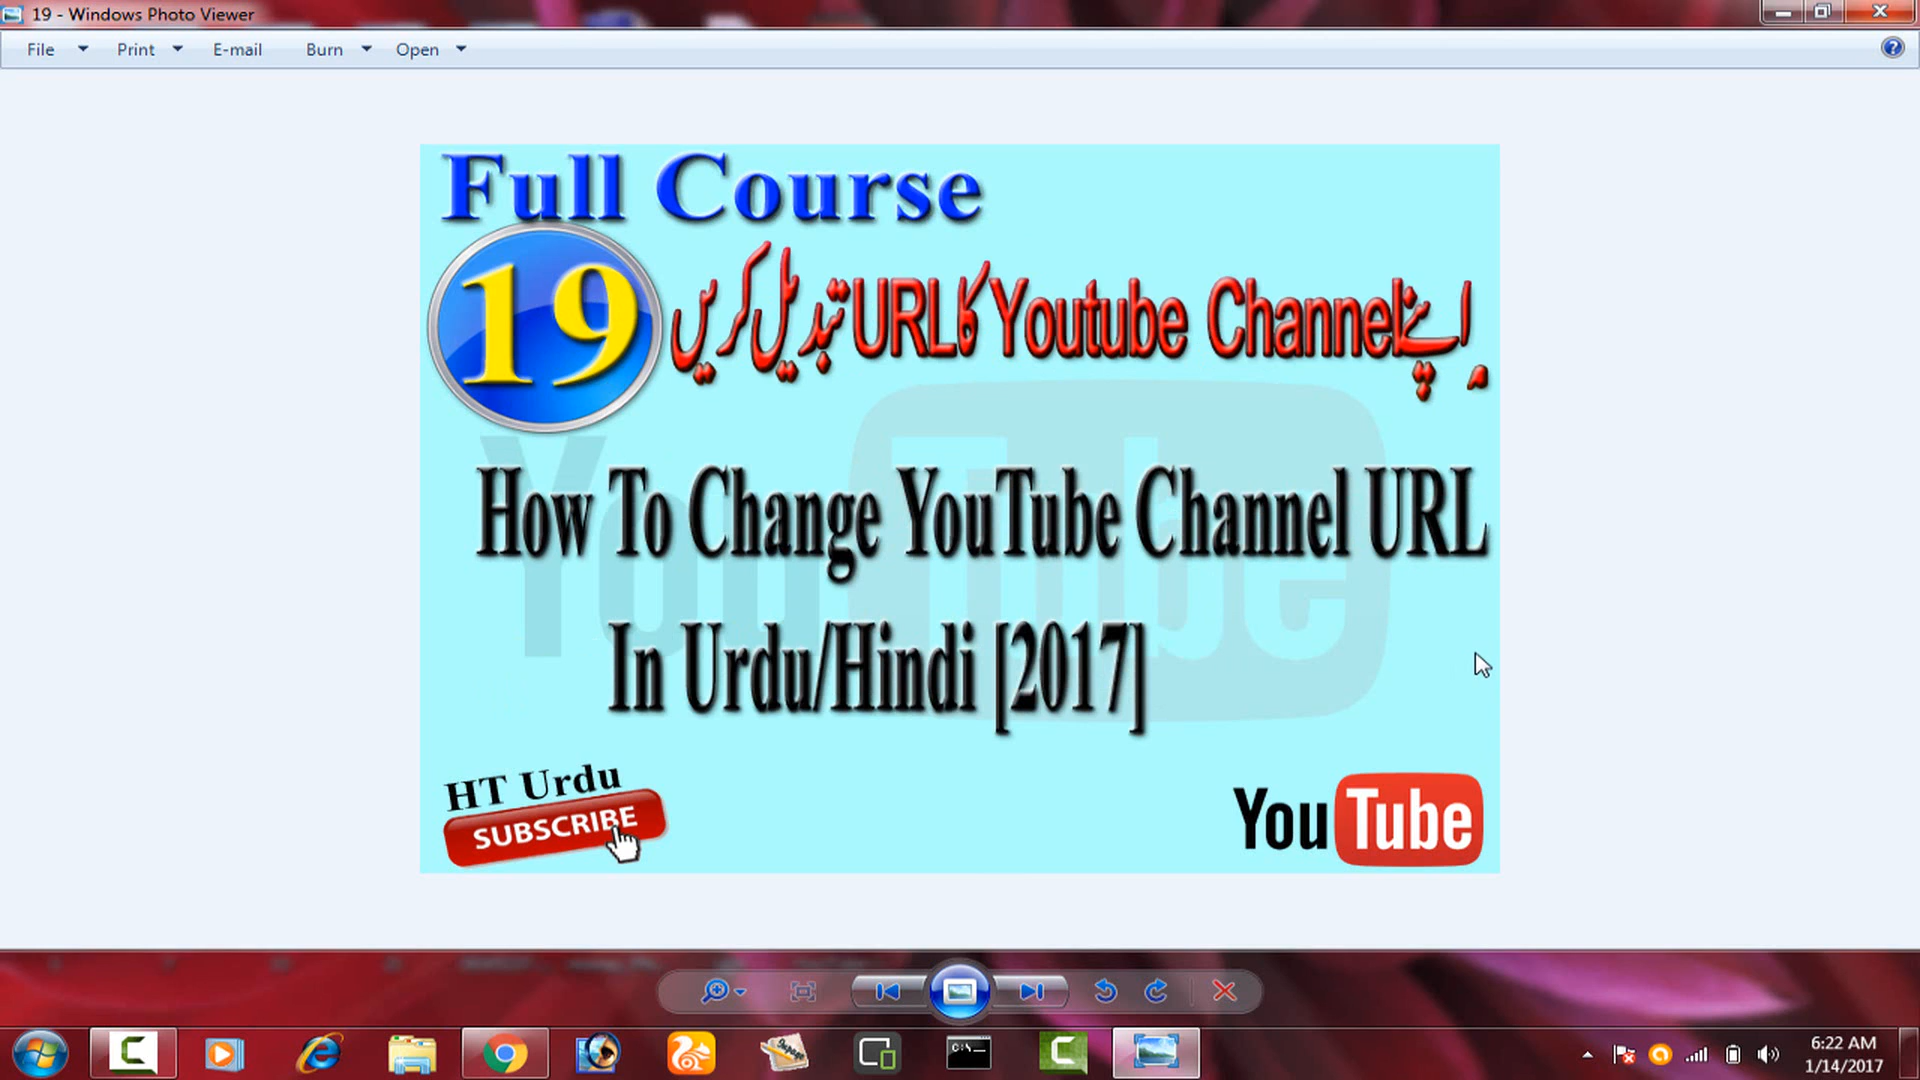 19 - Windows Photo Viewer
File Print E-mail Burn Open
Full Course
19
اپنے Youtube Channel کا URL تبدیل کریں
YouTube
How To Change YouTube Channel URL
In Urdu/Hindi [2017]
HT Urdu
SUBSCRIBE
YouTube
6:22 AM
1/14/2017